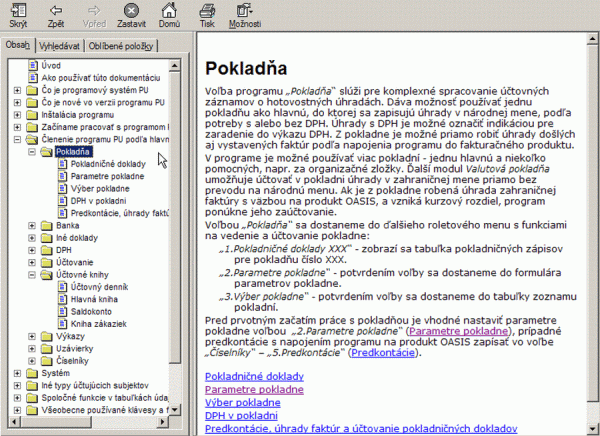 Skrýt Zpět Vpřed Zastavit Domů Tisk Možnosti
Obsah Vyhledávat Oblíbené položky
Úvod
Ako používať túto dokumentáciu
Čo je programový systém PU
Čo je nové vo verzii programu PU
Inštalácia programu
Začíname pracovať s programom
Členenie programu PU podľa hlavn
Pokladňa
Pokladničné doklady
Parametre pokladne
Výber pokladne
DPH v pokladni
Predkontácie, úhrady faktú
Banka
Iné doklady
DPH
Účtovanie
Účtovné knihy
Účtovný denník
Hlavná kniha
Saldokonto
Kniha zákaziek
Výkazy
Uzávierky
Číselníky
Systém
Iné typy účtujúcich subjektov
Spoločné funkcie v tabuľkách úda
Všeobecne používané klávesy a f
Pokladňa
Voľba programu „Pokladňa“ slúži pre komplexné spracovanie účtovných
záznamov o hotovostných úhradách. Dáva možnosť používať jednu
pokladňu ako hlavnú, do ktorej sa zapisujú úhrady v národnej mene, podľa
potreby s alebo bez DPH. Úhrady s DPH je možné označiť indikáciou pre
zaradenie do výkazu DPH. Z pokladne je možné priamo robiť úhrady došlých
aj vystavených faktúr podľa napojenia programu do fakturačného produktu.
V programe je možné používať viac pokladní - jednu hlavnú a niekoľko
pomocných, napr. za organizačné zložky. Ďalší modul Valutová pokladňa
umožňuje účtovať v pokladni úhrady v zahraničnej mene priamo bez
prevodu na národnú menu. Ak je z pokladne robená úhrada zahraničnej
faktúry s väzbou na produkt OASIS, a vzniká kurzový rozdiel, program
ponúkne jeho zaúčtovanie.
Voľbou „Pokladňa“ sa dostaneme do ďalšieho roletového menu s funkciami
na vedenie a účtovanie pokladne:
„1.Pokladničné doklady XXX“ - zobrazí sa tabuľka pokladničných zápisov
pre pokladňu číslo XXX.
„2.Parametre pokladne“ - potvrdením voľby sa dostaneme do formulára
parametrov pokladne.
„3.Výber pokladne“ - potvrdením voľby sa dostaneme do tabuľky zoznamu
pokladní.
Pred prvotným začatím práce s pokladňou je vhodné nastaviť parametre
pokladne voľbou „2.Parametre pokladne“ (Parametre pokladne), prípadné
predkontácie s napojením programu na produkt OASIS zapísať vo voľbe
„Číselníky“ – „5.Predkontácie“ (Predkontácie).
Pokladničné doklady
Parametre pokladne
Výber pokladne
DPH v pokladni
Predkontácie, úhrady faktúr a účtovanie pokladničných dokladov